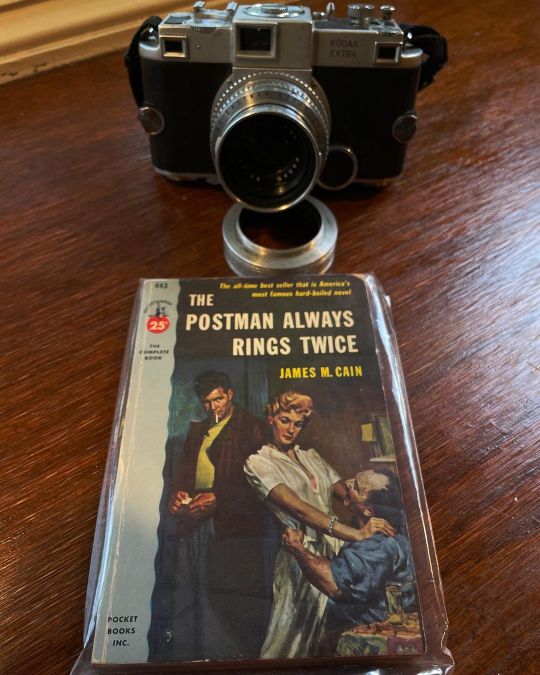 KODAK
EXTRA
443
The all-time best seller that is America's
most famous hard-boiled novel
25¢
THE
POSTMAN ALWAYS
RINGS TWICE
THE
COMPLETE
BOOK
JAMES M. CAIN
POCKET
BOOKS
INC.